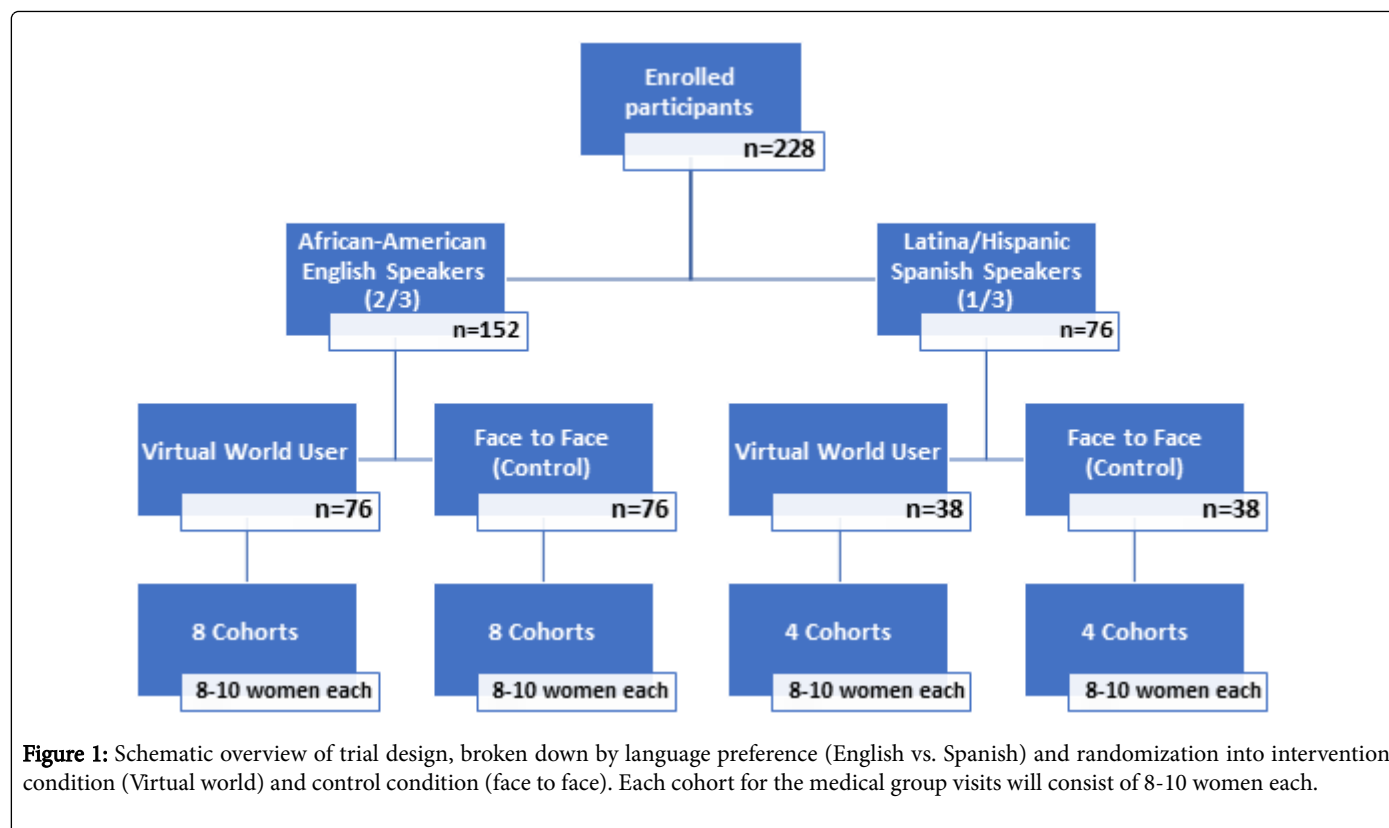 Enrolled
participants
n=228
African-American
English Speakers
(2/3)
n=152
Latina/Hispanic
Spanish Speakers
(1/3)
n=76
Virtual World User
n=76
Face to Face
(Control)
n=76
Virtual World User
n=38
Face to Face
(Control)
n=38
8 Cohorts
8-10 women each
8 Cohorts
8-10 women each
4 Cohorts
8-10 women each
4 Cohorts
8-10 women each
Figure 1: Schematic overview of trial design, broken down by language preference (English vs. Spanish) and randomization into intervention
condition (Virtual world) and control condition (face to face). Each cohort for the medical group visits will consist of 8-10 women each.